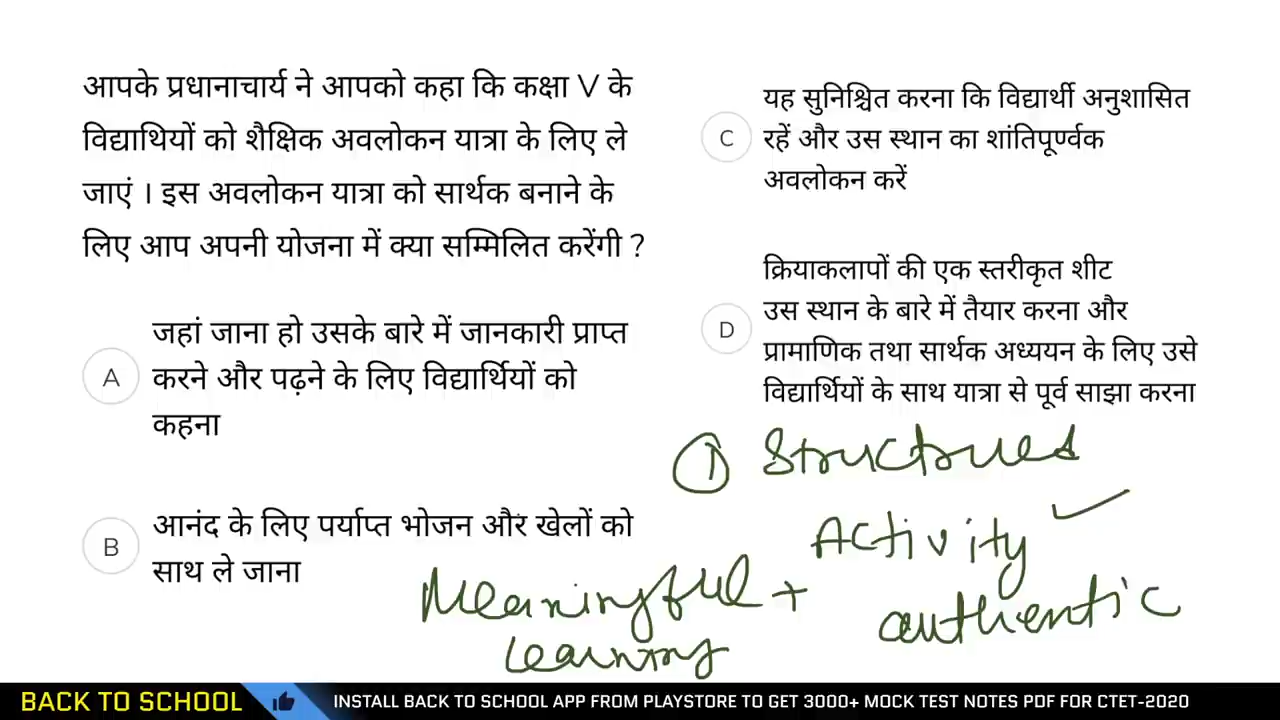 आपके प्रधानाचार्य ने आपको कहा कि कक्षा V के
विद्याथियों को शैक्षिक अवलोकन यात्रा के लिए ले
जाएं । इस अवलोकन यात्रा को सार्थक बनाने के
लिए आप अपनी योजना में क्या सम्मिलित करेंगी ?
A
जहां जाना हो उसके बारे में जानकारी प्राप्त
करने और पढ़ने के लिए विद्यार्थियों को
कहना
B
आनंद के लिए पर्याप्त भोजन और खेलों को
साथ ले जाना
C
यह सुनिश्चित करना कि विद्यार्थी अनुशासित
रहें और उस स्थान का शांतिपूर्ण्वक
अवलोकन करें
D
क्रियाकलापों की एक स्तरीकृत शीट
उस स्थान के बारे में तैयार करना और
प्रामाणिक तथा सार्थक अध्ययन के लिए उसे
विद्यार्थियों के साथ यात्रा से पूर्व साझा करना
① Structrued
Activity ✓
Meaningful + authentic
learning
BACK TO SCHOOL
INSTALL BACK TO SCHOOL APP FROM PLAYSTORE TO GET 3000+ MOCK TEST NOTES PDF FOR CTET-2020